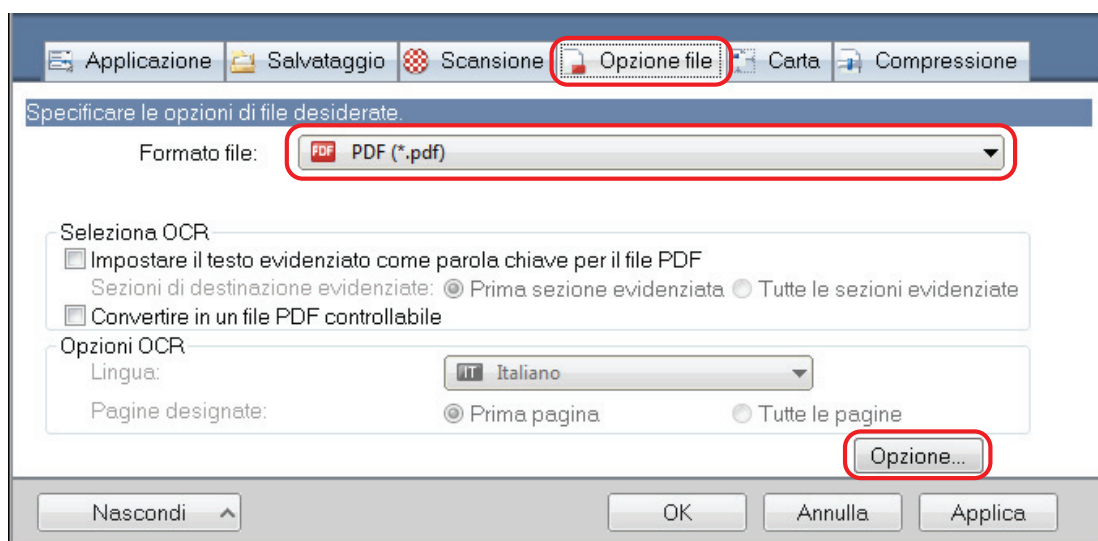 Applicazione Salvataggio Scansione Opzione file Carta Compressione
Specificare le opzioni di file desiderate.
Formato file: PDF PDF (*.pdf)
Seleziona OCR
Impostare il testo evidenziato come parola chiave per il file PDF
Sezioni di destinazione evidenziate: Prima sezione evidenziata Tutte le sezioni evidenziate
Convertire in un file PDF controllabile
Opzioni OCR
Lingua: IT Italiano
Pagine designate: Prima pagina Tutte le pagine
Opzione...
Nascondi OK Annulla Applica